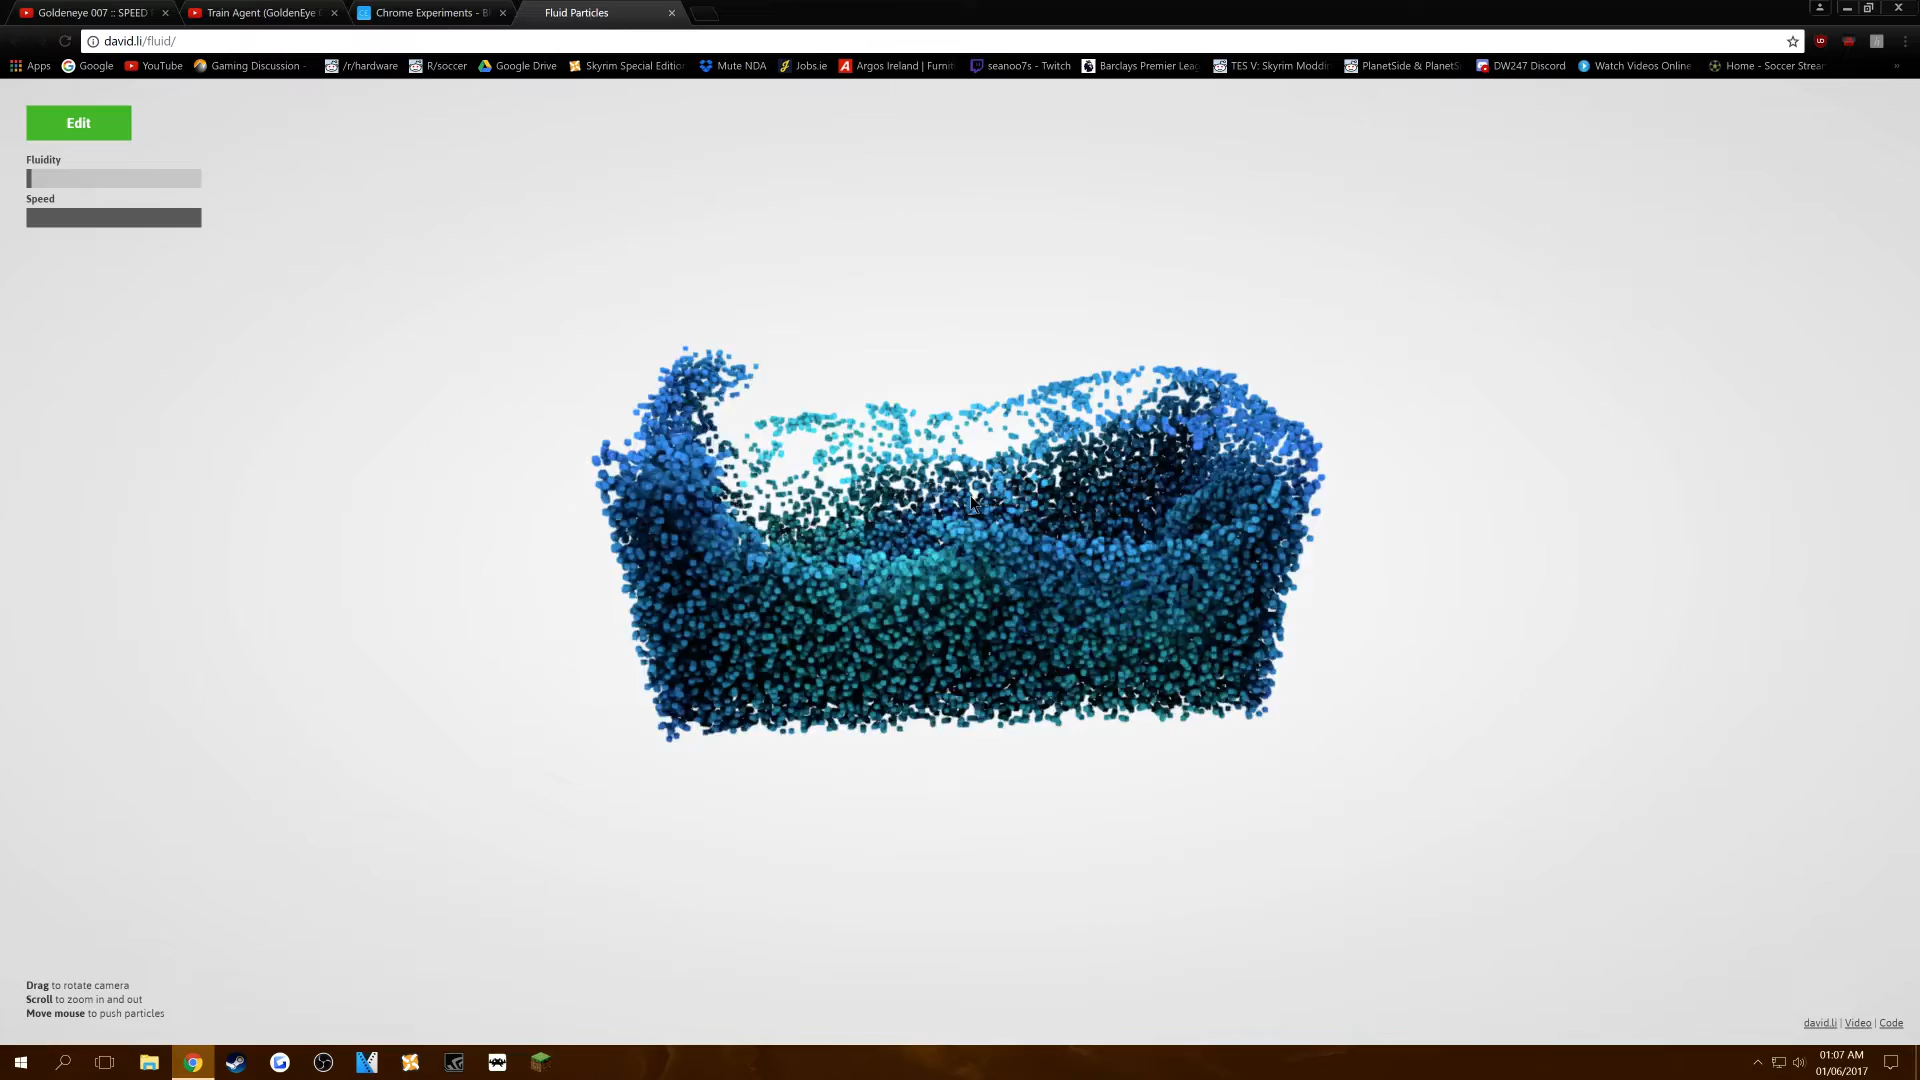 Goldeneye 007 :: SPEED
Train Agent (GoldenEye
Chrome Experiments - B
Fluid Particles
david.li/fluid/
Apps
Google
YouTube
Gaming Discussion -
/r/hardware
R/soccer
Google Drive
Skyrim Special Editio
Mute NDA
Jobs.ie
Argos Ireland | Furni
seanoo7s - Twitch
Barclays Premier Lea
TES V: Skyrim Moddin
PlanetSide & PlanetS
DW247 Discord
Watch Videos Online
Home - Soccer Strea
Edit
Fluidity
Speed
Drag to rotate camera
Scroll to zoom in and out
Move mouse to push particles
david.li | Video | Code
01:07 AM
01/06/2017